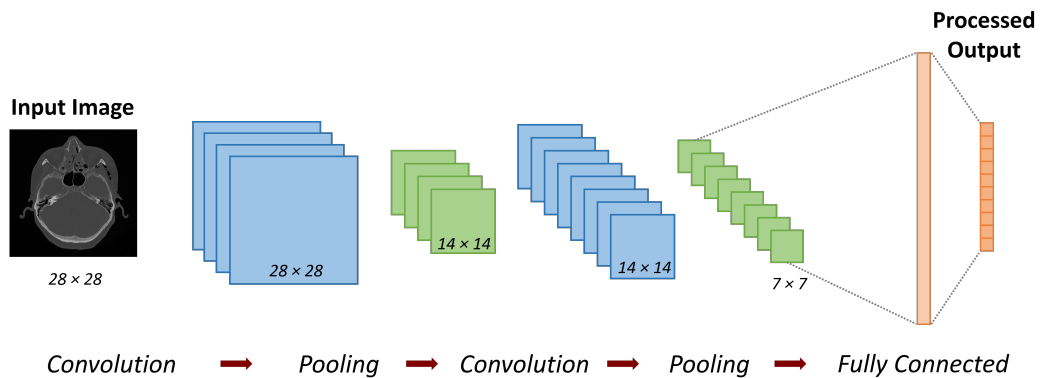 Processed
Output
Input Image
28 × 28
28 × 28
14 × 14
14 × 14
7 × 7
Convolution
Pooling
Convolution
Pooling
Fully Connected